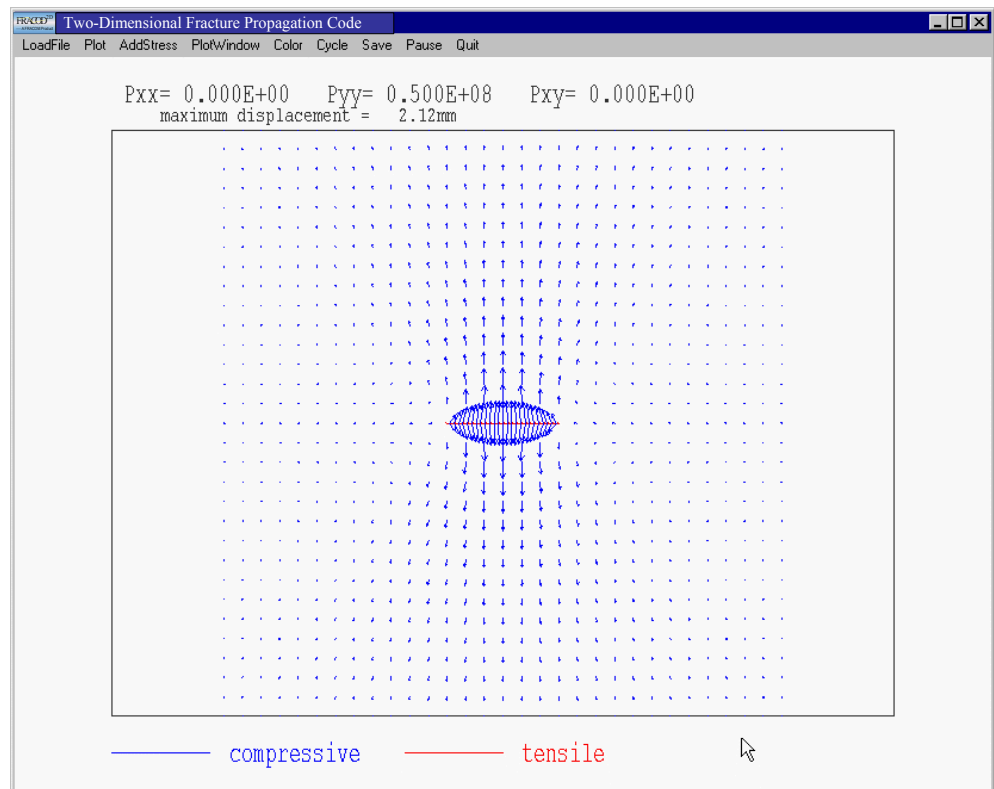 FRACOD2D Two-Dimensional Fracture Propagation Code
LoadFile Plot AddStress PlotWindow Color Cycle Save Pause Quit
Pxx= 0.000E+00 Pyy= 0.500E+08 Pxy= 0.000E+00
maximum displacement = 2.12mm
compressive tensile